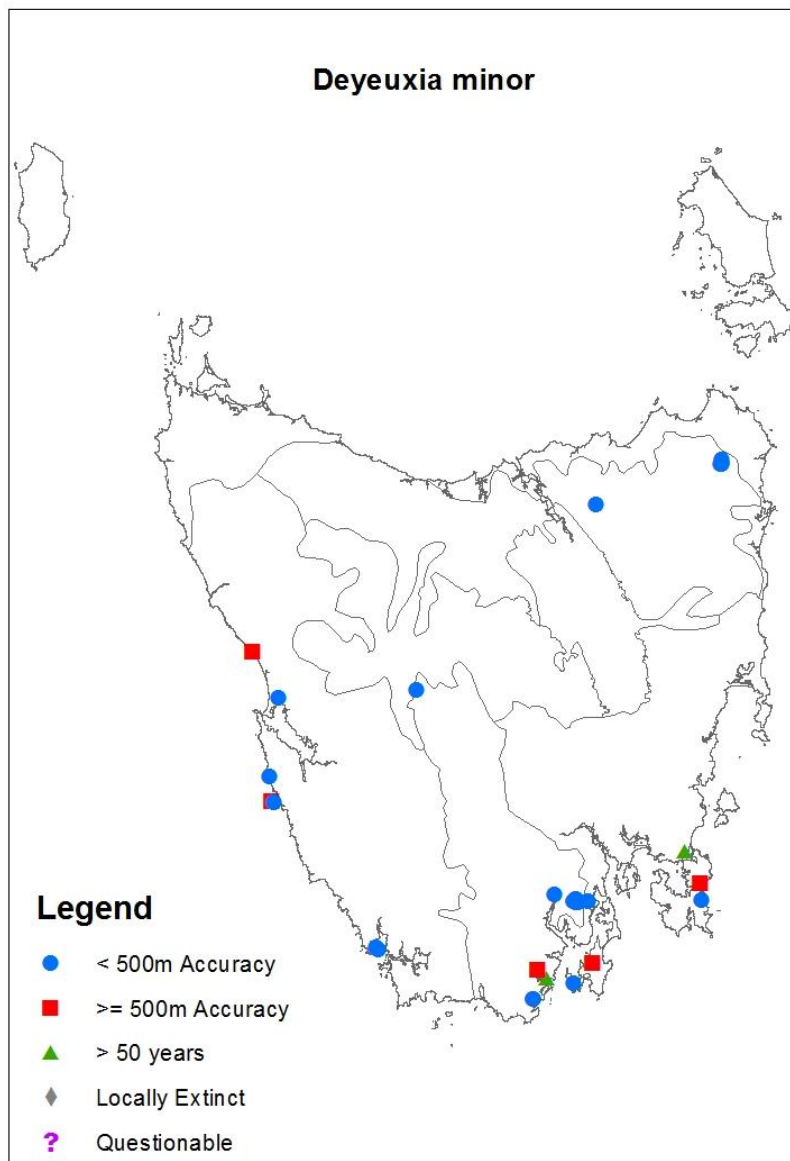 Deyeuxia minor
Legend
< 500m Accuracy
>= 500m Accuracy
> 50 years
Locally Extinct
? Questionable